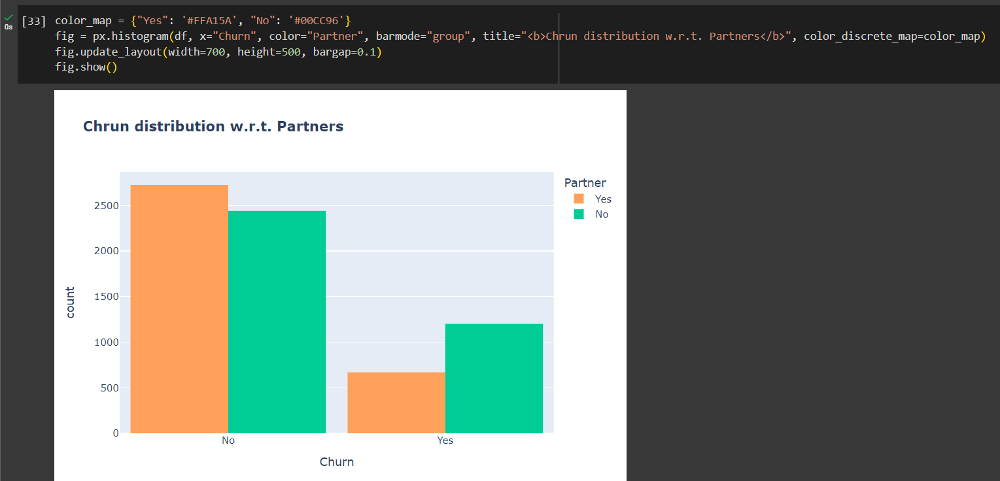 0s
[33] color_map = {"Yes": '#FFA15A', "No": '#00CC96'}
fig = px.histogram(df, x="Churn", color="Partner", barmode="group", title="<b>Chrun distribution w.r.t. Partners</b>", color_discrete_map=color_map)
fig.update_layout(width=700, height=500, bargap=0.1)
fig.show()
Chrun distribution w.r.t. Partners
Partner
Yes
No
2500
2000
1500
1000
500
0
count
No
Yes
Churn